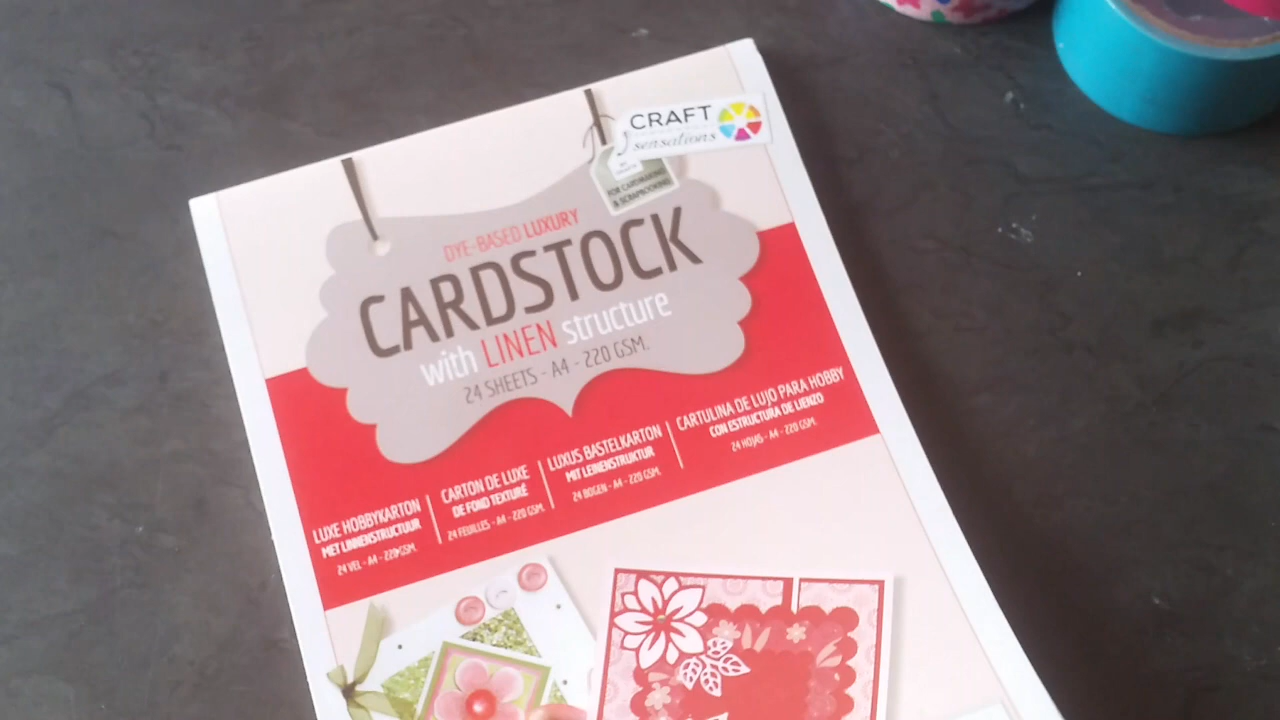 CRAFT
sensations
FOR CARDMAKING
& SCRAPBOOKING
DYE-BASED LUXURY
CARDSTOCK
with LINEN structure
24 SHEETS - A4 - 220 GSM.
LUXE HOBBYKARTON
MET LINNENSTRUCTUUR
24 VEL - A4 - 220 GSM.
CARTON DE LUXE
DE FOND TEXTURÉ
24 FEUILLES - A4 - 220 GSM.
LUXUS BASTELKARTON
MIT LEINENSTRUKTUR
24 BOGEN - A4 - 220 GSM.
CARTULINA DE LUJO PARA HOBBY
CON ESTRUCTURA DE LIENZO
24 HOJAS - A4 - 220 GSM.